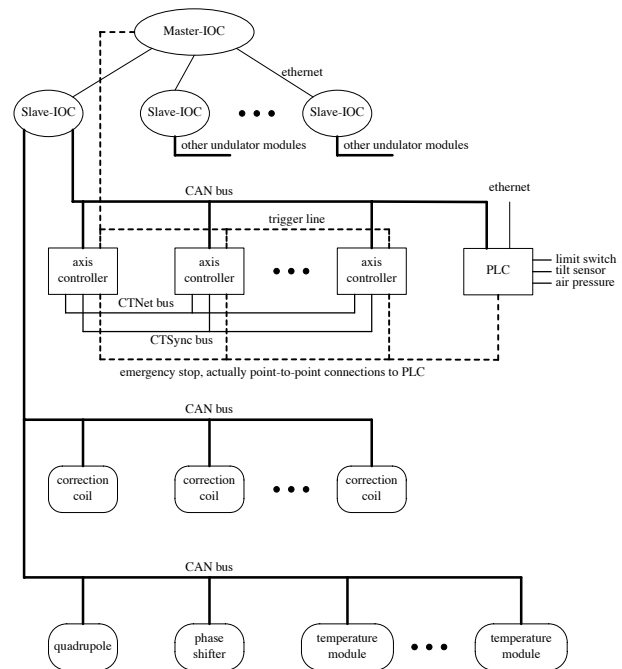 Master-IOC
ethernet
Slave-IOC
Slave-IOC
Slave-IOC
other undulator modules
other undulator modules
CAN bus
ethernet
trigger line
axis
controller
axis
controller
axis
controller
PLC
limit switch
tilt sensor
air pressure
CTNet bus
CTSync bus
emergency stop, actually point-to-point connections to PLC
CAN bus
correction
coil
correction
coil
correction
coil
CAN bus
quadrupole
phase
shifter
temperature
module
temperature
module